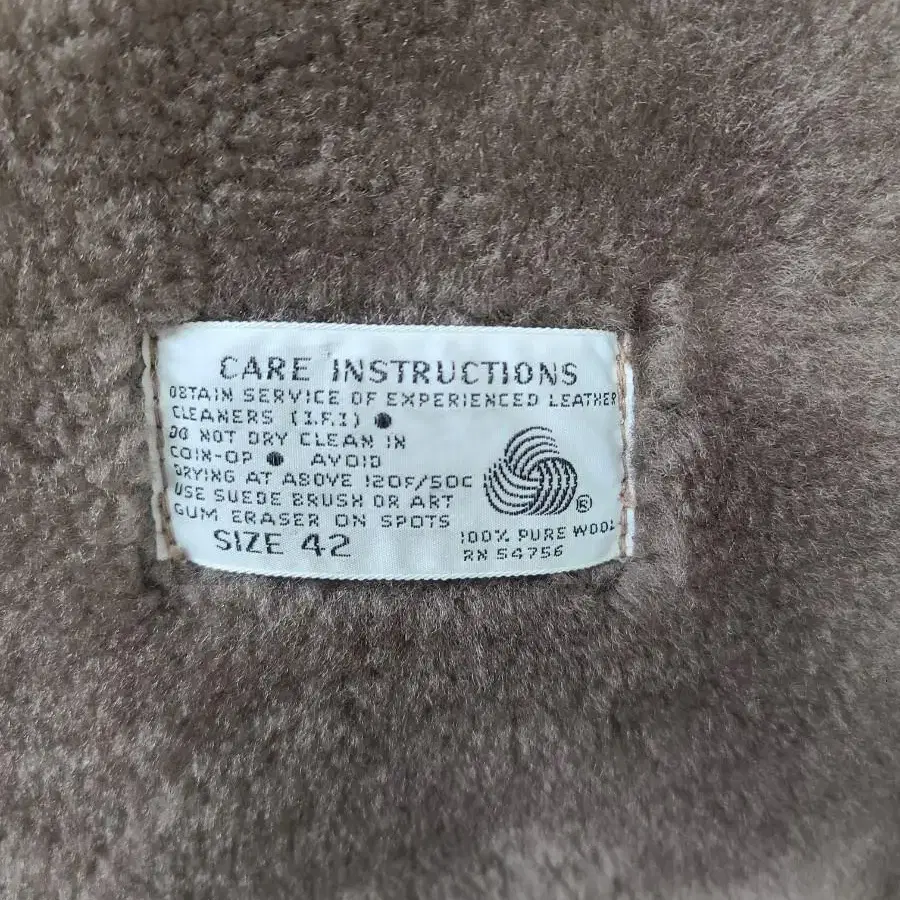 CARE INSTRUCTIONS
OBTAIN SERVICE OF EXPERIENCED LEATHER
CLEANERS (I.F.I) ●
DO NOT DRY CLEAN IN
COIN-OP ● AVOID
DRYING AT ABOVE 120F/50C
USE SUEDE BRUSH OR ART
GUM ERASER ON SPOTS
SIZE 42
®
100% PURE WOOL
RN 54756